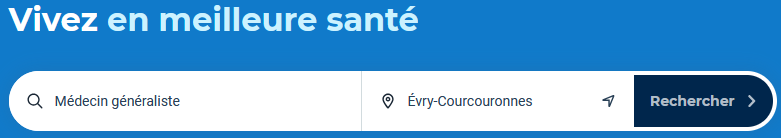 Vivez en meilleure santé
Médecin généraliste Évry-Courcouronnes Rechercher